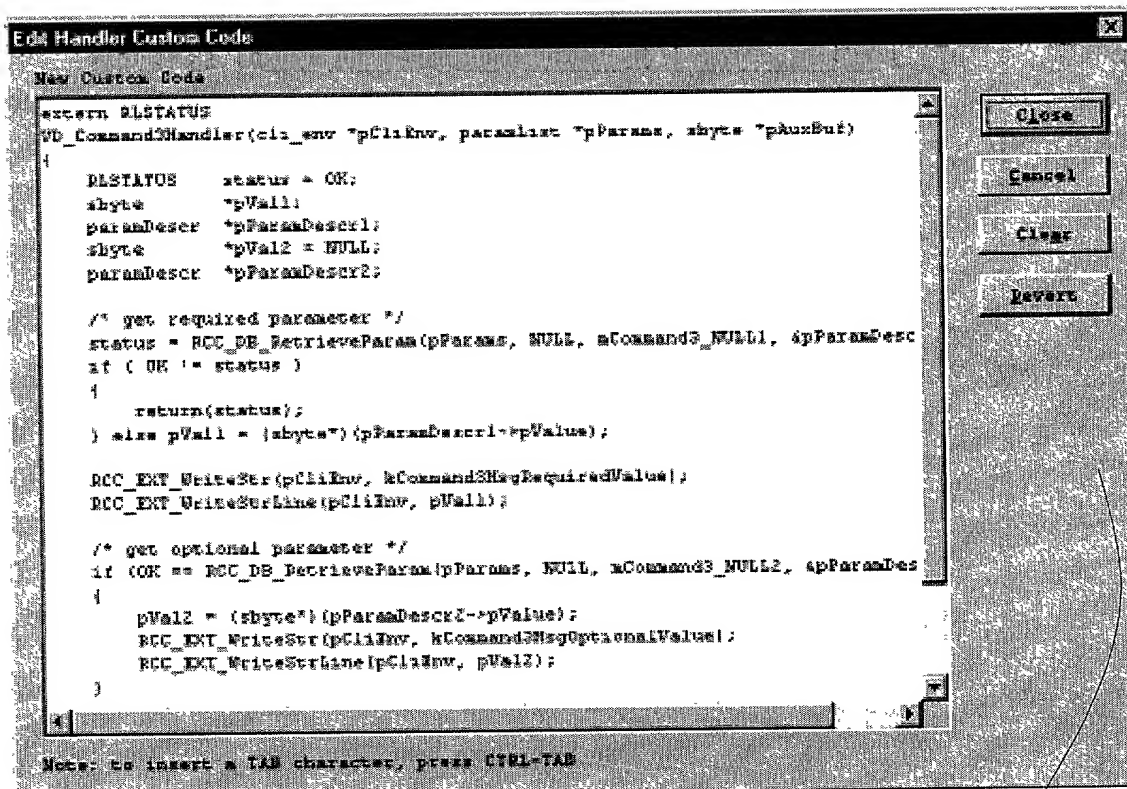 Edit Handler Custom Code
New Custom Code
extern RLSTATUS
VD_Command3Handler(cli_env *pCliEnv, paramlist *pParams, sbyte *pAuxBuf)
{
RLSTATUS status = OK;
sbyte *pVal1;
paramDescr *pParamDescr1;
sbyte *pVal2 = NULL;
paramDescr *pParamDescr2;
/* get required parameter */
status = RCC_DB_RetrieveParam(pParams, NULL, mCommand3_NULL1, &pParamDesc
if ( OK != status )
{
return(status);
} else pVal1 = (sbyte*)(pParamDescr1->pValue);
RCC_EXT_WriteStr(pCliEnv, kCommand3MsgRequiredValue);
RCC_EXT_WriteStrLine(pCliEnv, pVal1);
/* get optional parameter */
if (OK == RCC_DB_RetrieveParam(pParams, NULL, mCommand3_NULL2, &pParamDes
{
pVal2 = (sbyte*)(pParamDescr2->pValue);
RCC_EXT_WriteStr(pCliEnv, kCommand3MsgOptionalValue);
RCC_EXT_WriteStrLine(pCliEnv, pVal2);
}
Close
Cancel
Clear
Revert
Note: to insert a TAB character, press CTRL-TAB